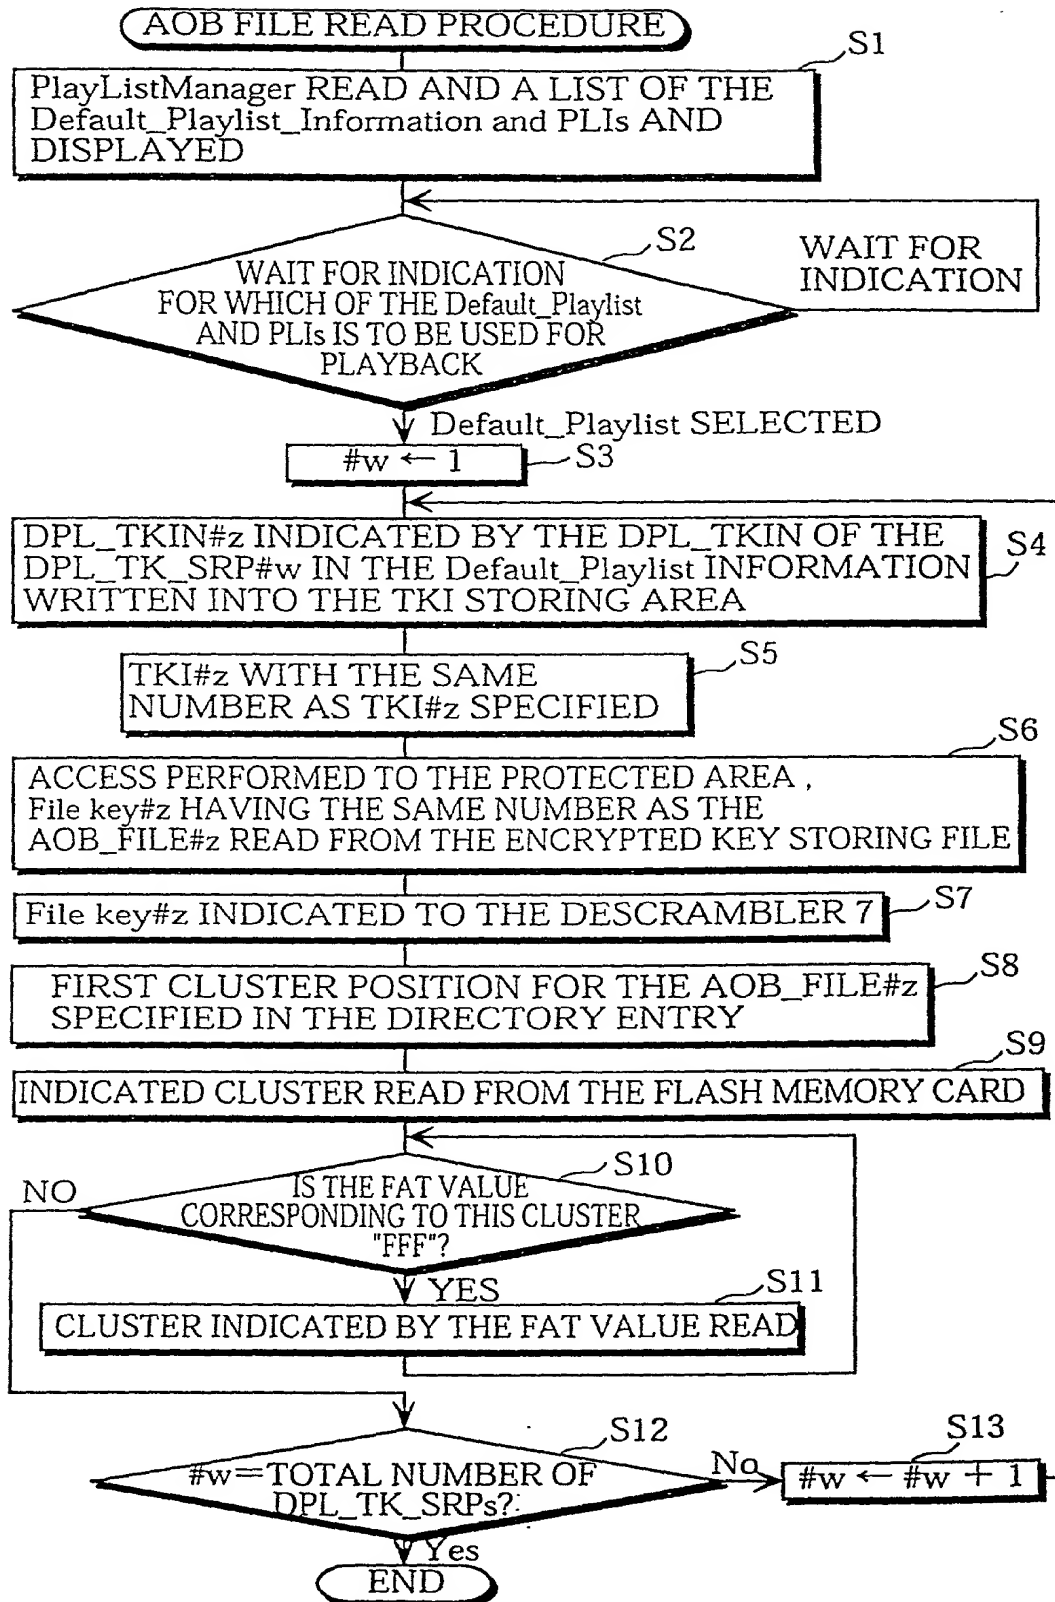 AOB FILE READ PROCEDURE
S1
PlayListManager READ AND A LIST OF THE
Default_Playlist_Information and PLIs AND
DISPLAYED
S2
WAIT FOR INDICATION
FOR WHICH OF THE Default_Playlist
AND PLIs IS TO BE USED FOR
PLAYBACK
WAIT FOR
INDICATION
Default_Playlist SELECTED
#w ← 1
S3
DPL_TKIN#z INDICATED BY THE DPL_TKIN OF THE
DPL_TK_SRP#w IN THE Default_Playlist INFORMATION
WRITTEN INTO THE TKI STORING AREA
S4
S5
TKI#z WITH THE SAME
NUMBER AS TKI#z SPECIFIED
S6
ACCESS PERFORMED TO THE PROTECTED AREA ,
File key#z HAVING THE SAME NUMBER AS THE
AOB_FILE#z READ FROM THE ENCRYPTED KEY STORING FILE
File key#z INDICATED TO THE DESCRAMBLER 7
S7
FIRST CLUSTER POSITION FOR THE AOB_FILE#z
SPECIFIED IN THE DIRECTORY ENTRY
S8
S9
INDICATED CLUSTER READ FROM THE FLASH MEMORY CARD
S10
NO
IS THE FAT VALUE
CORRESPONDING TO THIS CLUSTER
"FFF"?
YES
S11
CLUSTER INDICATED BY THE FAT VALUE READ
S12
#w=TOTAL NUMBER OF
DPL_TK_SRPs?
No
S13
#w ← #w + 1
Yes
END